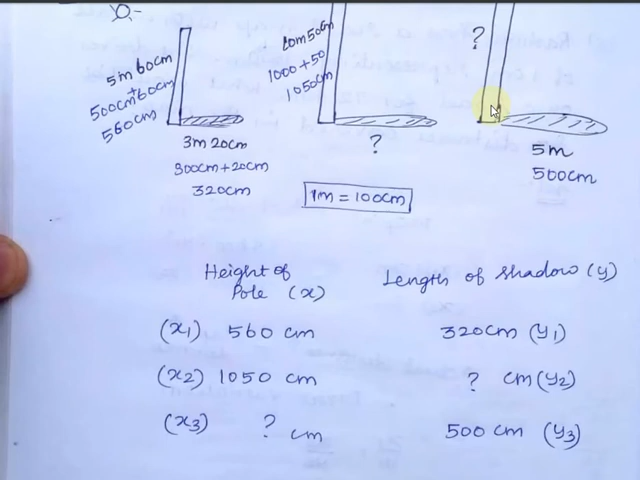 5m 60cm
500cm+60cm
560cm
3m 20cm
300cm+20cm
320cm
10m50cm
1000+50
1050cm
?
?
5m
500cm
1m = 100cm
Height of Pole (x)
Length of shadow (y)
(x1) 560 cm 320cm (y1)
(x2) 1050 cm ? cm (y2)
(x3) ? cm 500 cm (y3)